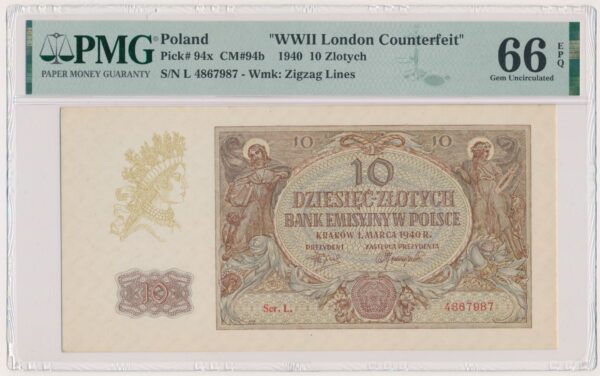 PMG
PAPER MONEY GUARANTY
Poland "WWII London Counterfeit"
Pick# 94x CM#94b 1940 10 Zlotych
S/N L 4867987 - Wmk: Zigzag Lines
66 EPQ
Gem Uncirculated
10 10
10
DZIESIĘĆ·ZŁOTYCH
BANK EMISYJNY W POLSCE
KRAKÓW 1. MARCA 1940 R.
PREZYDENT ZASTĘPCA PREZYDENTA
10
Ser. L. 4867987